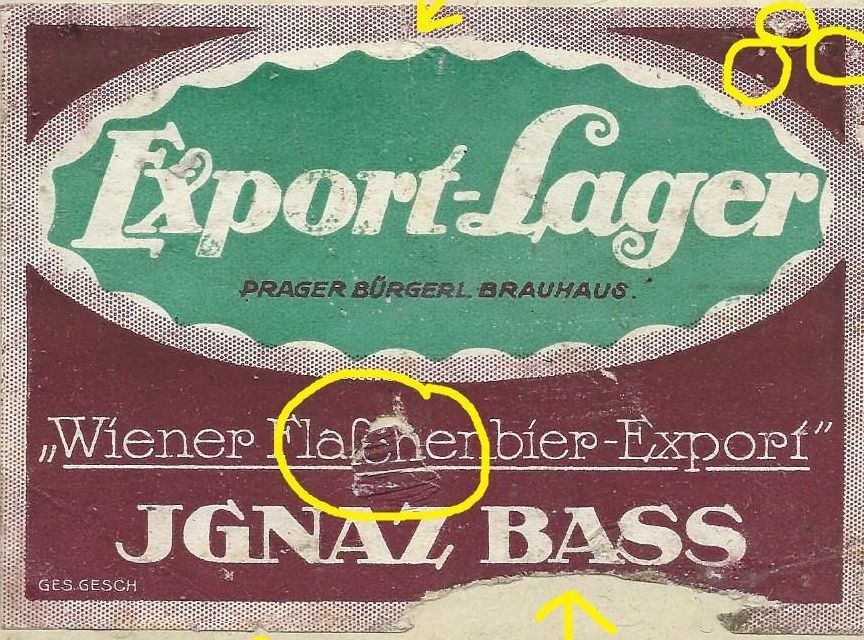 Export-Lager
PRAGER BÜRGERL. BRAUHAUS.
„Wiener Flaschenbier-Export”
JGNAZ BASS
GES. GESCH